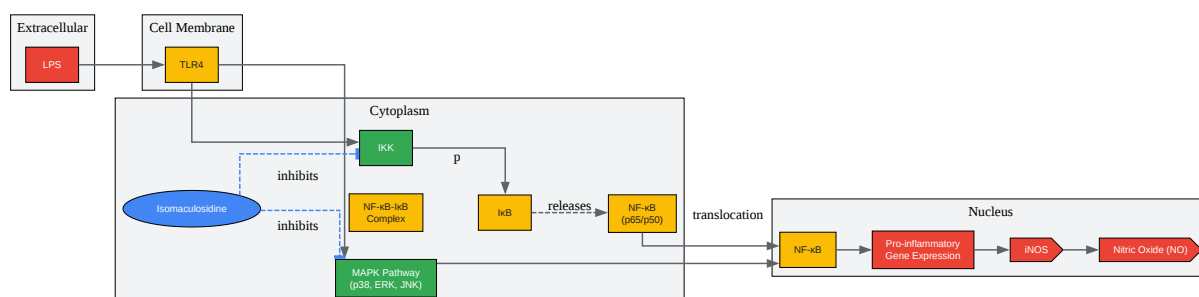 Extracellular
LPS
Cell Membrane
TLR4
Cytoplasm
IKK
p
inhibits
Isomaculosidine
inhibits
NF-κB-IκB
Complex
IκB
releases
NF-κB
(p65/p50)
MAPK Pathway
(p38, ERK, JNK)
translocation
Nucleus
NF-κB
Pro-inflammatory
Gene Expression
iNOS
Nitric Oxide (NO)